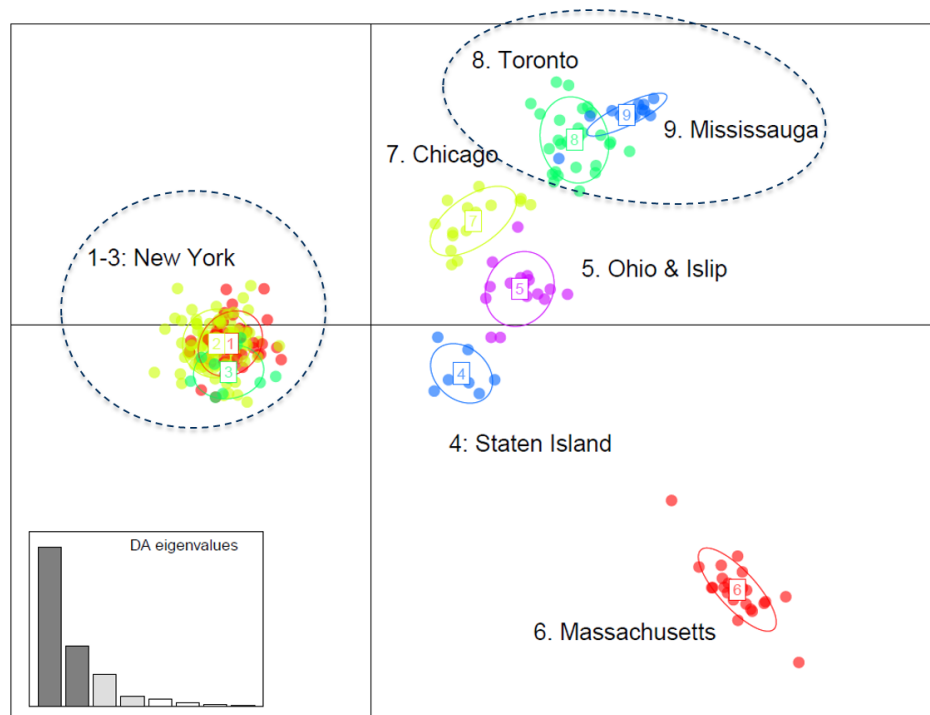 8. Toronto
9
9. Mississauga
8
7. Chicago
7
1-3: New York
5. Ohio & Islip
5
2 1
3
4
4: Staten Island
DA eigenvalues
6
6. Massachusetts